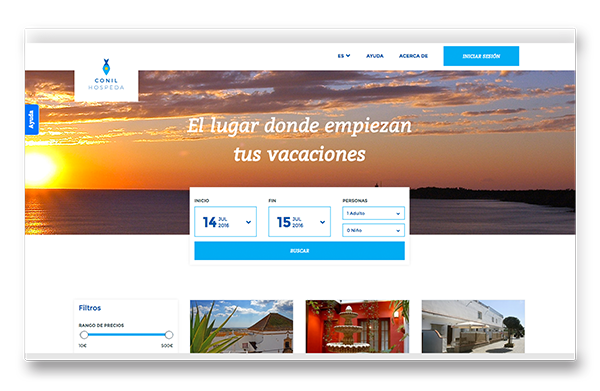 CONIL
HOSPEDA
ES
AYUDA
ACERCA DE
INICIAR SESIÓN
Ayuda
El lugar donde empiezan
tus vacaciones
INICIO
FIN
PERSONAS
14 JUL 2016
15 JUL 2016
1 Adulto
0 Niño
BUSCAR
Filtros
RANGO DE PRECIOS
10€
500€